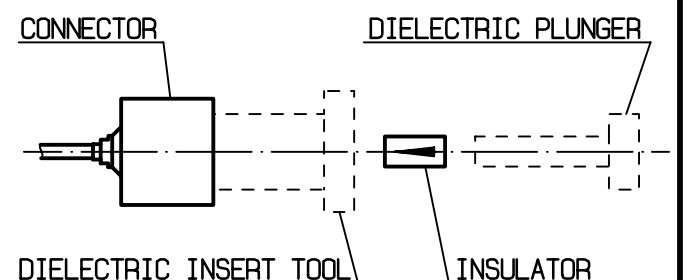 CONNECTOR
DIELECTRIC PLUNGER
DIELECTRIC INSERT TOOL
INSULATOR